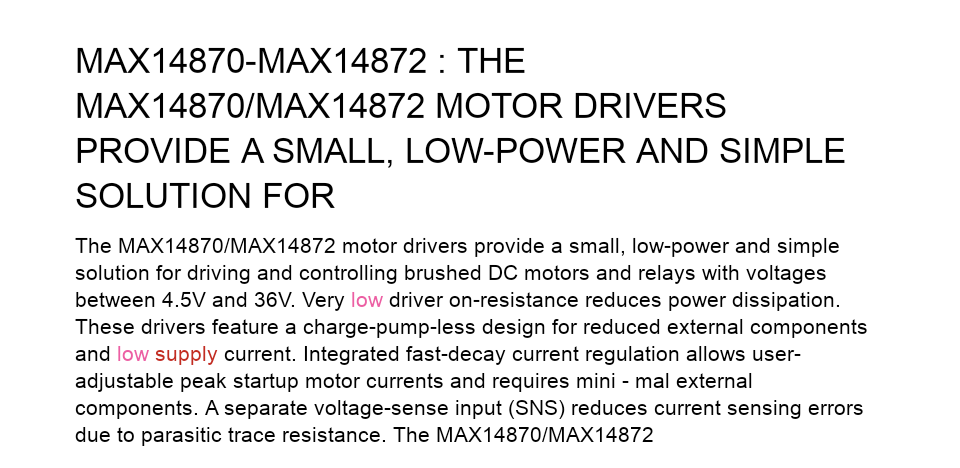 MAX14870-MAX14872 : THE
MAX14870/MAX14872 MOTOR DRIVERS
PROVIDE A SMALL, LOW-POWER AND SIMPLE
SOLUTION FOR
The MAX14870/MAX14872 motor drivers provide a small, low-power and simple
solution for driving and controlling brushed DC motors and relays with voltages
between 4.5V and 36V. Very low driver on-resistance reduces power dissipation.
These drivers feature a charge-pump-less design for reduced external components
and low supply current. Integrated fast-decay current regulation allows user-
adjustable peak startup motor currents and requires mini - mal external
components. A separate voltage-sense input (SNS) reduces current sensing errors
due to parasitic trace resistance. The MAX14870/MAX14872